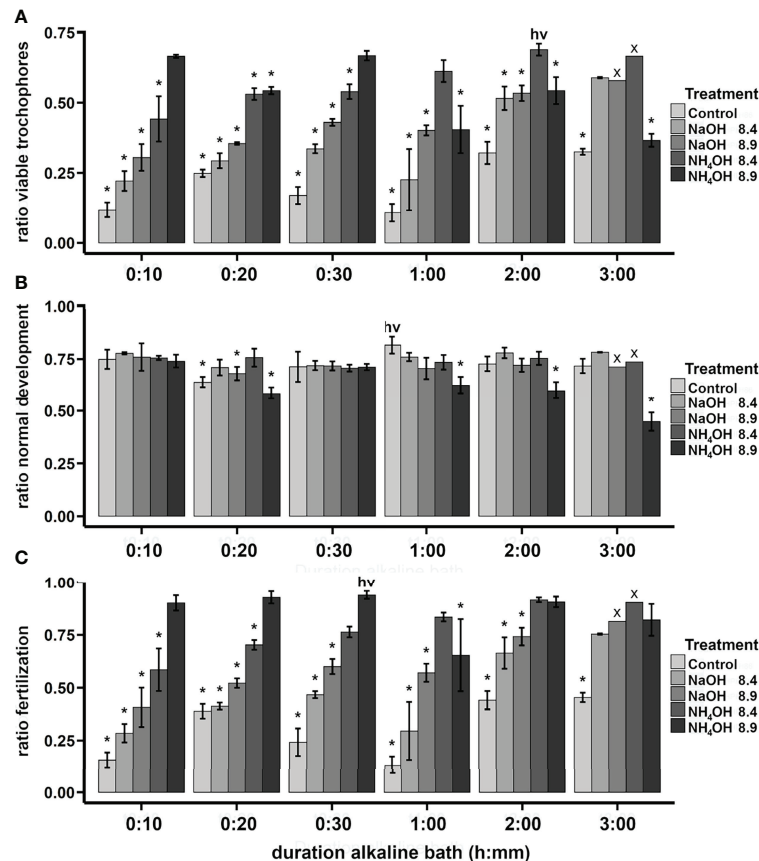 A
ratio viable trochophores
0.75
0.50
0.25
0.00
* * * *
* * * * *
* * * *
* * * *
* * * hv *
* X X *
0:10 0:20 0:30 1:00 2:00 3:00
Treatment
Control
NaOH 8.4
NaOH 8.9
NH4OH 8.4
NH4OH 8.9
B
ratio normal development
1.00
0.75
0.50
0.25
0.00
* * *
hv *
*
X X *
0:10 0:20 0:30 1:00 2:00 3:00
Treatment
Control
NaOH 8.4
NaOH 8.9
NH4OH 8.4
NH4OH 8.9
Duration alkaline bath
C
ratio fertilization
1.00
0.75
0.50
0.25
0.00
* * * *
* * * *
* * * hv
* * * *
* * *
* X X
0:10 0:20 0:30 1:00 2:00 3:00
Treatment
Control
NaOH 8.4
NaOH 8.9
NH4OH 8.4
NH4OH 8.9
duration alkaline bath (h:mm)